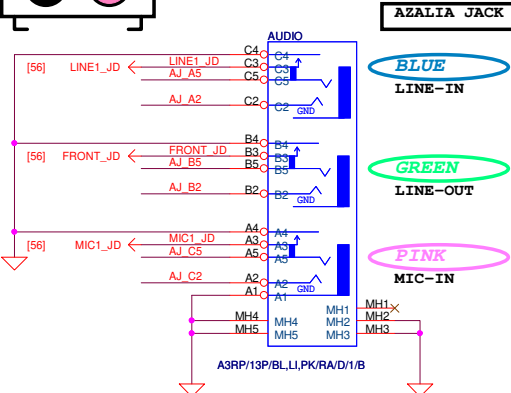 AZALIA JACK
AUDIO
C4 C4
[56] LINE1_JD LINE1_JD C3 C3
AJ_A5 C5 C5
AJ_A2 C2 C2
GND
BLUE
LINE-IN
B4 B4
[56] FRONT_JD FRONT_JD B3 B3
AJ_B5 B5 B5
AJ_B2 B2 B2
GND
GREEN
LINE-OUT
A4 A4
[56] MIC1_JD MIC1_JD A3 A3
AJ_C5 A5 A5
AJ_C2 A2 A2
GND
A1 A1
PINK
MIC-IN
MH1 MH1
MH4 MH4 MH2 MH2
MH5 MH5 MH3 MH3
A3RP/13P/BL,LI,PK/RA/D/1/B